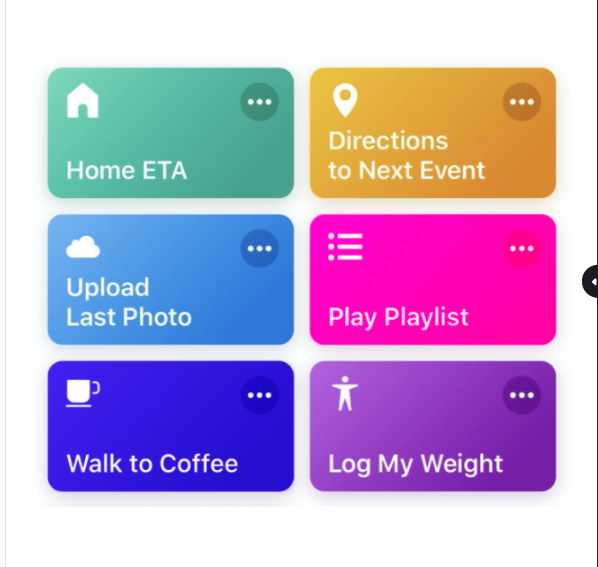 Home ETA
Directions
to Next Event
Upload
Last Photo
Play Playlist
Walk to Coffee
Log My Weight